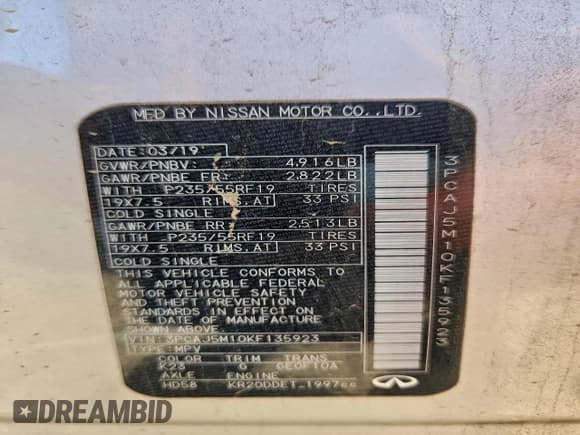 MFD BY NISSAN MOTOR CO.,LTD.
DATE: 03/19
GVWR/PNBV: 4,916LB
GAWR/PNBE FR: 2,822LB
WITH P235/55RF19 TIRES
19X7.5 RIMS,AT 33 PSI
COLD SINGLE
GAWR/PNBE RR: 2,513LB
WITH P235/55RF19 TIRES
19X7.5 RIMS,AT 33 PSI
COLD SINGLE
THIS VEHICLE CONFORMS TO
ALL APPLICABLE FEDERAL
MOTOR VEHICLE SAFETY
AND THEFT PREVENTION
STANDARDS IN EFFECT ON
THE DATE OF MANUFACTURE
SHOWN ABOVE.
VIN: 3PCAJ5M10KF135923
TYPE: MPV
COLOR TRIM TRANS
K23 G GE0F10A
AXLE ENGINE
HD58 KR20DDET 1997cc
3PCAJ5M10KF135923
DREAMBID